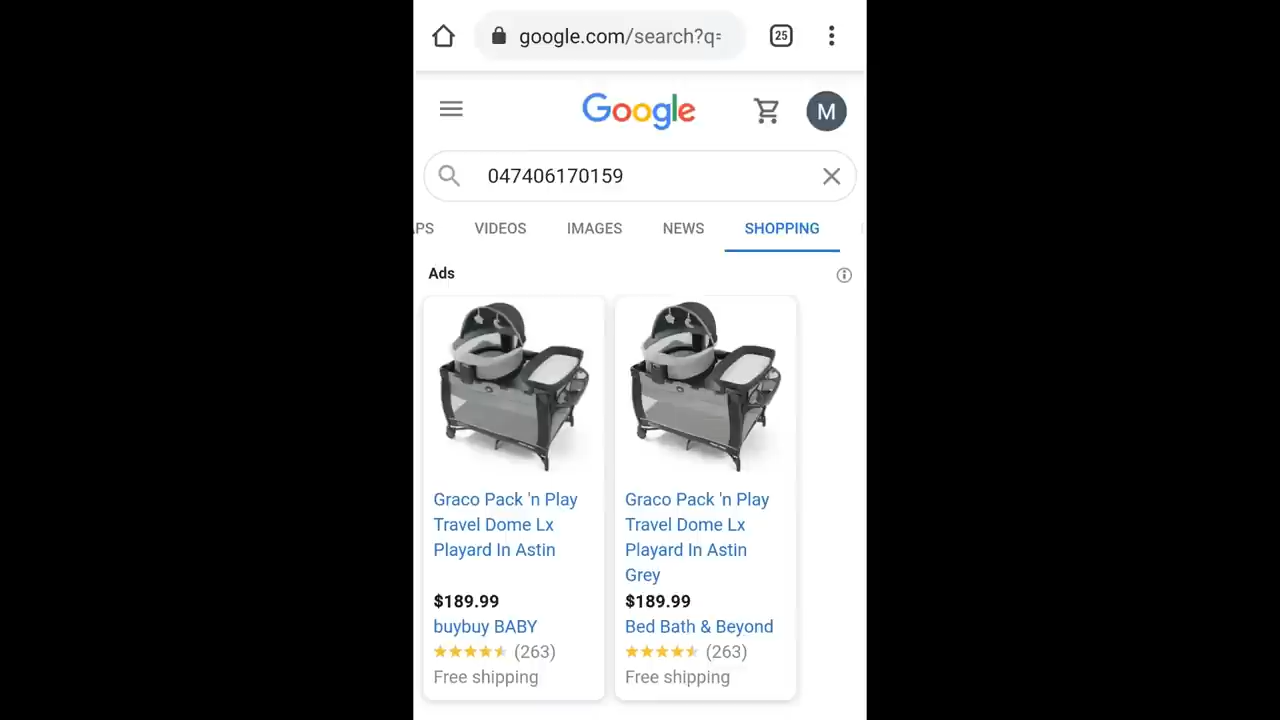 google.com/search?q=
25
Google
M
047406170159
APS VIDEOS IMAGES NEWS SHOPPING
Ads
Graco Pack 'n Play
Travel Dome Lx
Playard In Astin
$189.99
buybuy BABY
(263)
Free shipping
Graco Pack 'n Play
Travel Dome Lx
Playard In Astin
Grey
$189.99
Bed Bath & Beyond
(263)
Free shipping